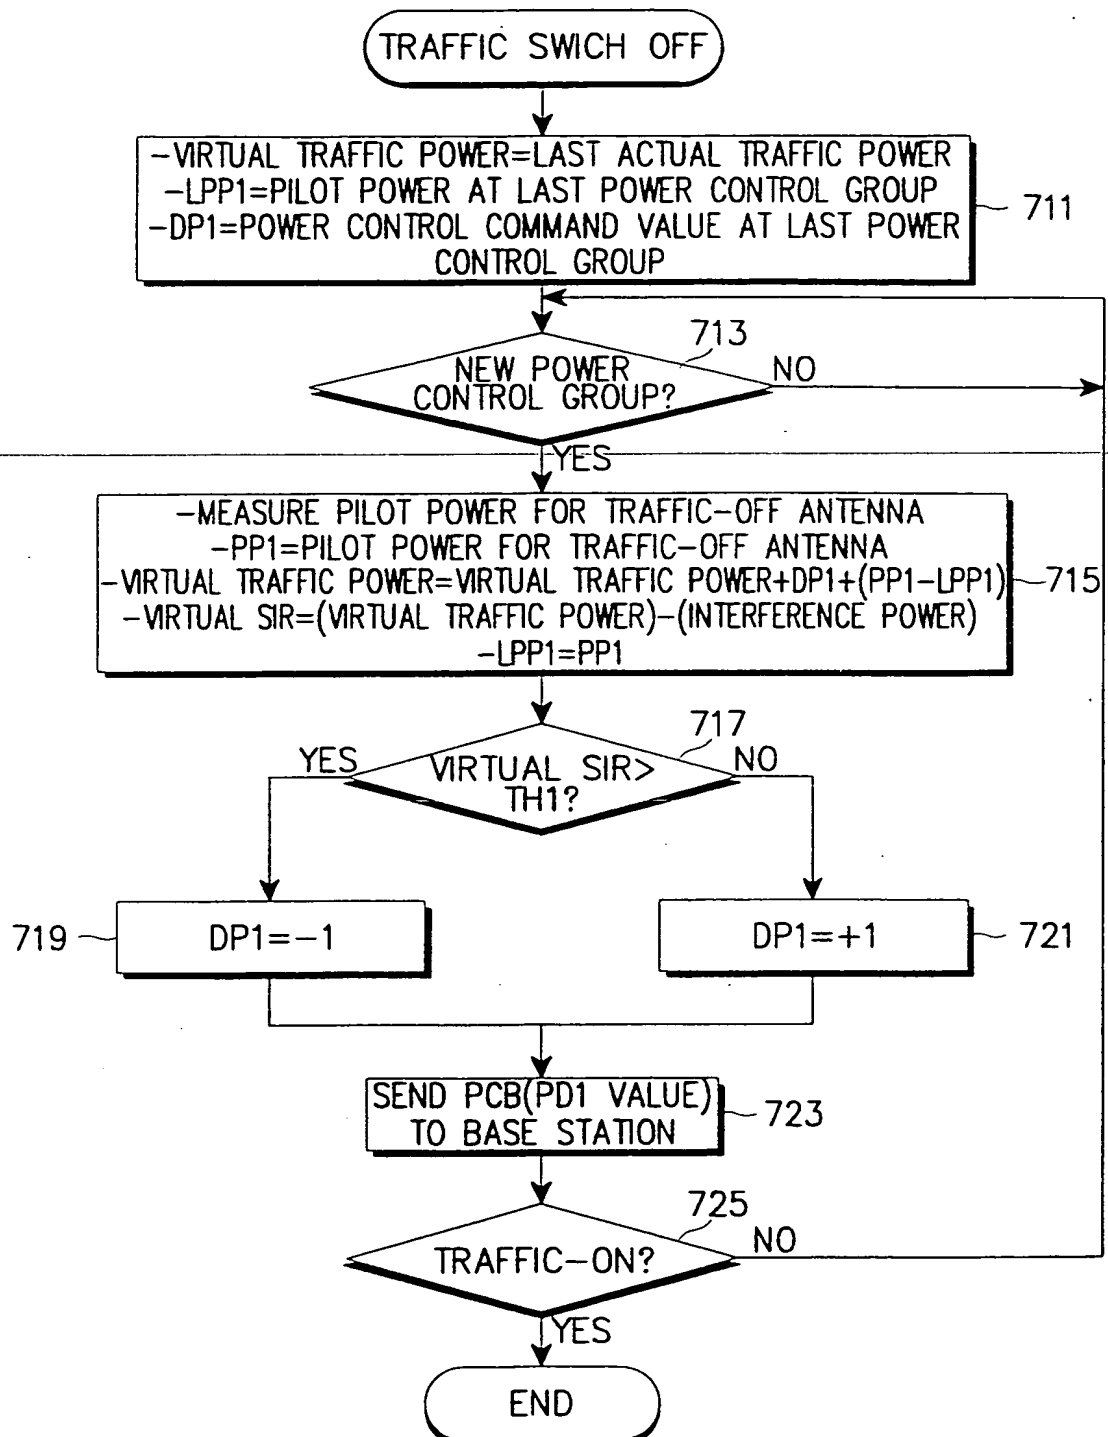 TRAFFIC SWICH OFF
-VIRTUAL TRAFFIC POWER=LAST ACTUAL TRAFFIC POWER
-LPP1=PILOT POWER AT LAST POWER CONTROL GROUP
-DP1=POWER CONTROL COMMAND VALUE AT LAST POWER
CONTROL GROUP
711
713
NEW POWER
CONTROL GROUP?
NO
YES
-MEASURE PILOT POWER FOR TRAFFIC-OFF ANTENNA
-PP1=PILOT POWER FOR TRAFFIC-OFF ANTENNA
-VIRTUAL TRAFFIC POWER=VIRTUAL TRAFFIC POWER+DP1+(PP1-LPP1)
-VIRTUAL SIR=(VIRTUAL TRAFFIC POWER)-(INTERFERENCE POWER)
-LPP1=PP1
715
717
YES
VIRTUAL SIR>
TH1?
NO
719
DP1=-1
DP1=+1
721
SEND PCB(PD1 VALUE)
TO BASE STATION
723
725
TRAFFIC-ON?
NO
YES
END